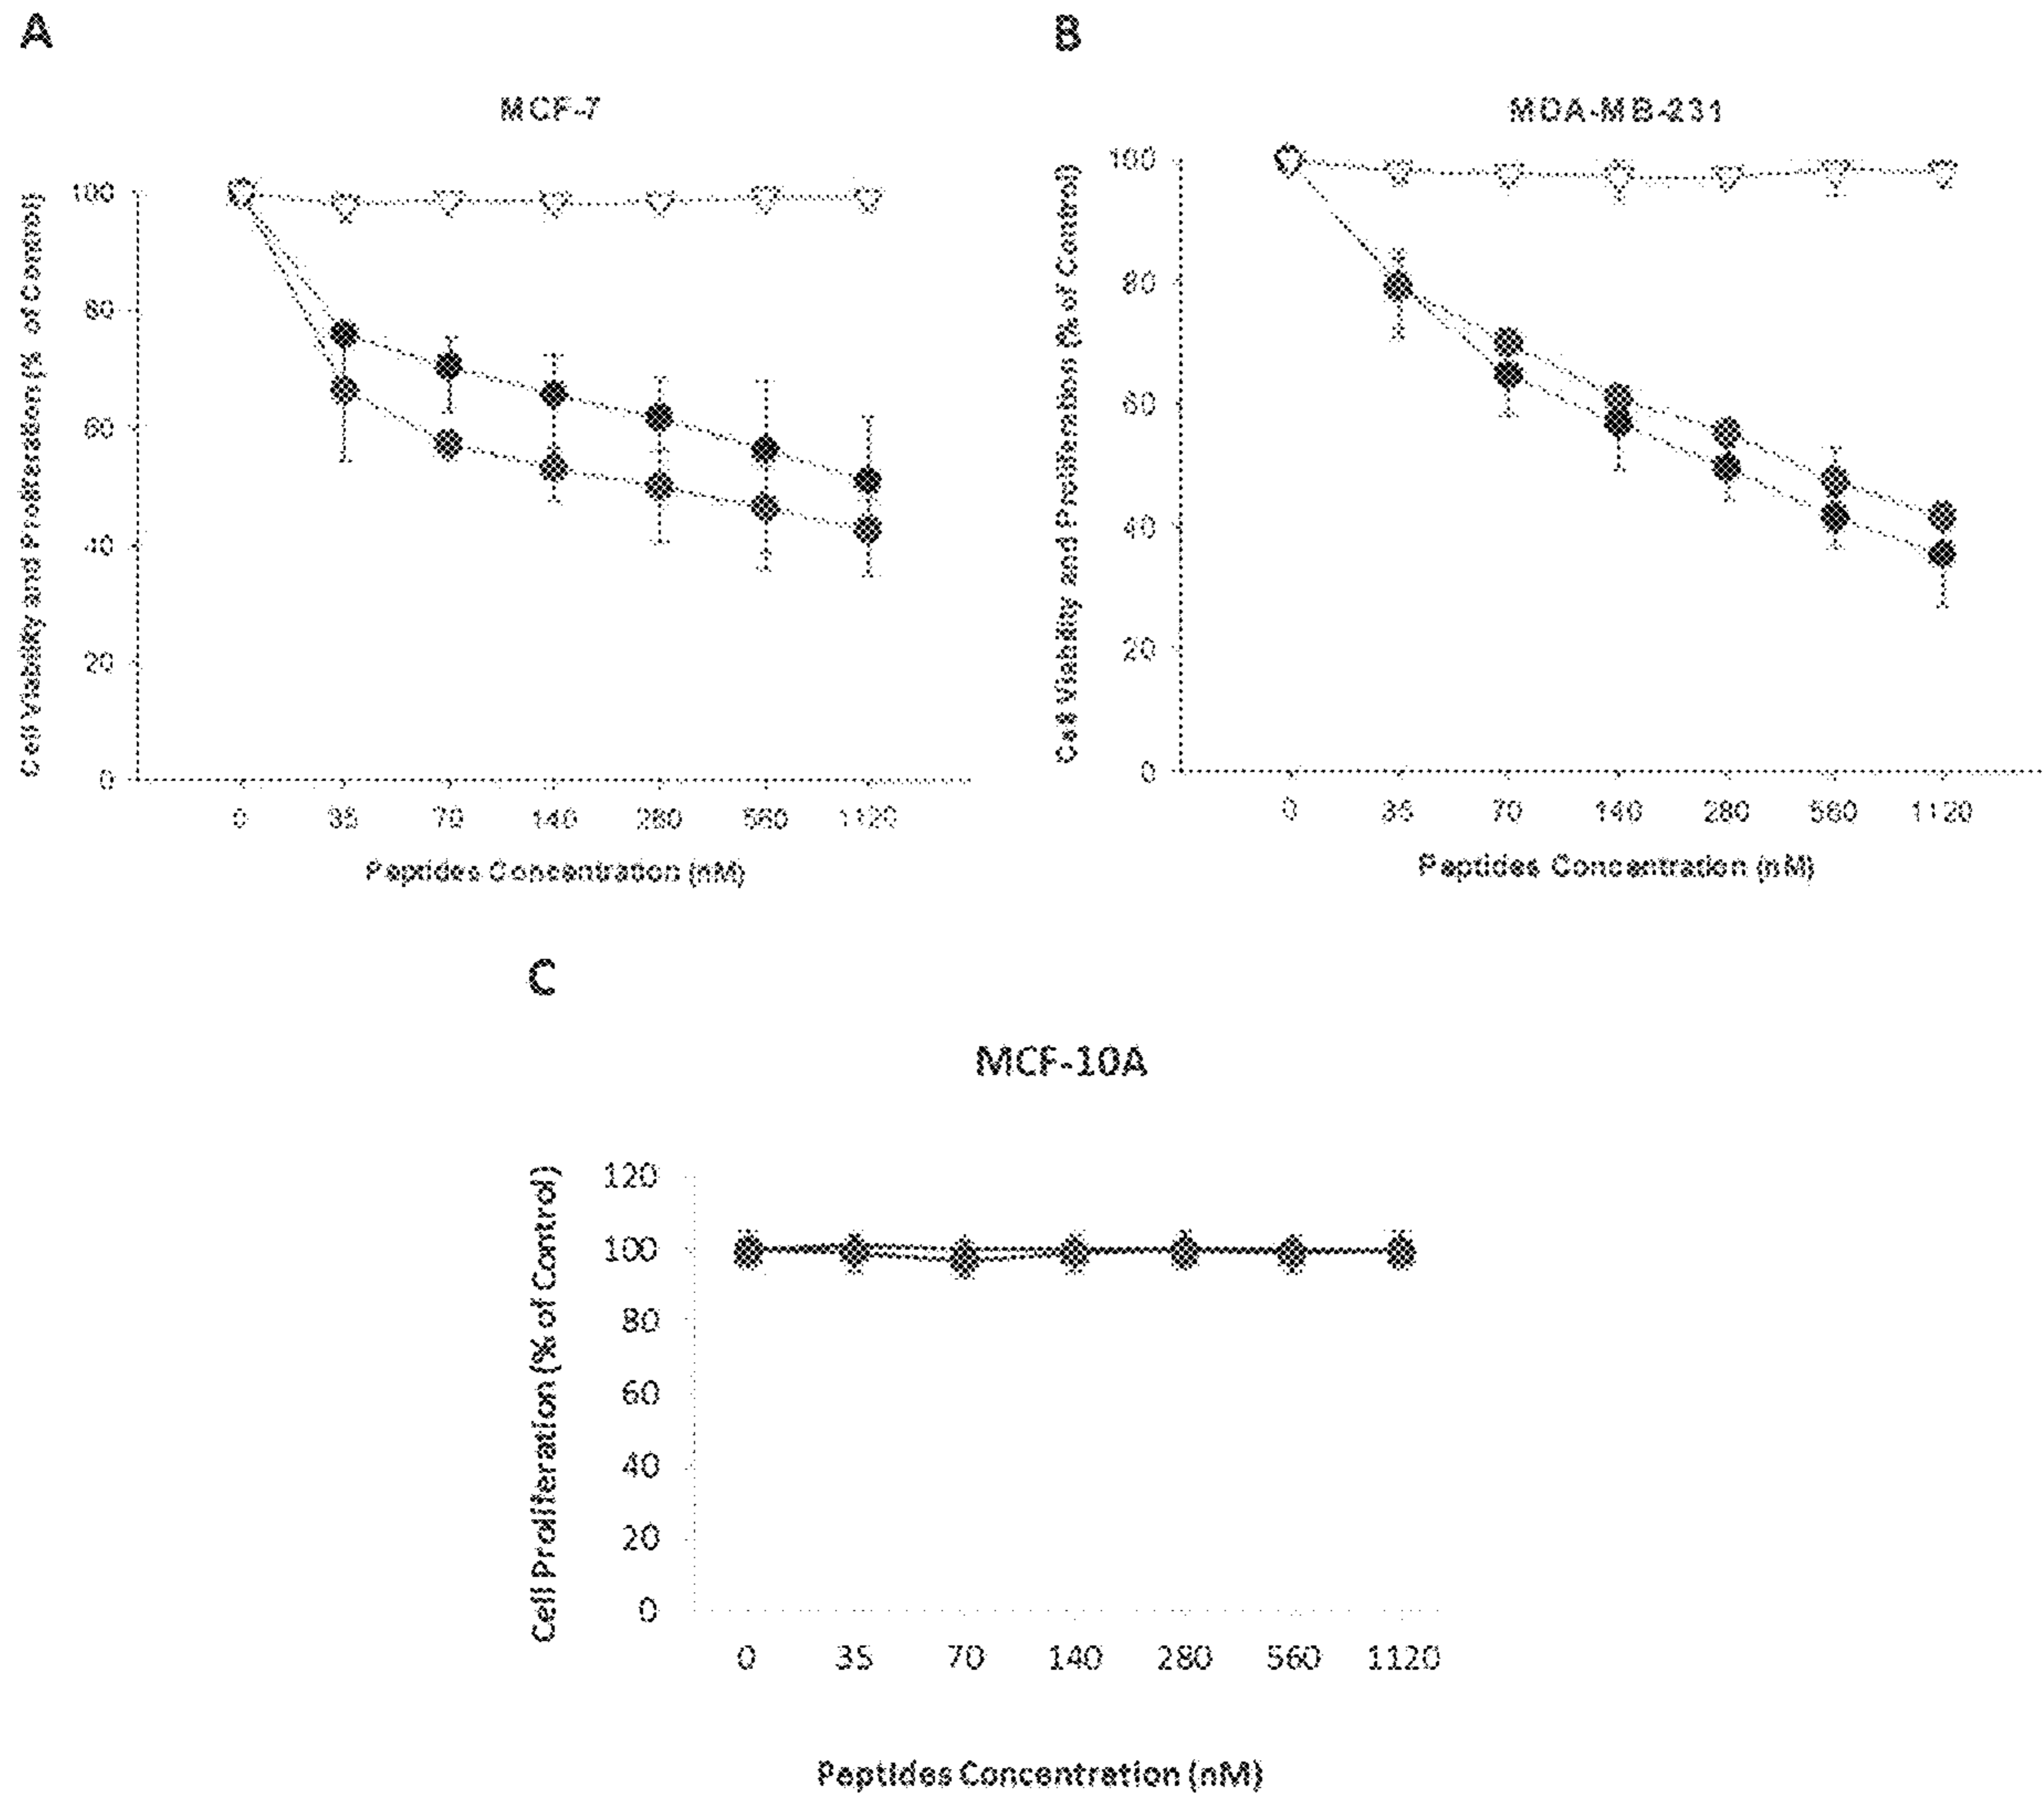 A
MCF-7
Cell Viability and Proliferation (% of Control)
100
80
60
40
20
0
0 35 70 140 280 560 1120
Peptides Concentration (nM)
B
MDA-MB-231
Cell Viability and Proliferation (% of Control)
100
80
60
40
20
0
0 35 70 140 280 560 1120
Peptides Concentration (nM)
C
MCF-10A
Cell Proliferation (% of Control)
120
100
80
60
40
20
0
0 35 70 140 280 560 1120
Peptides Concentration (nM)